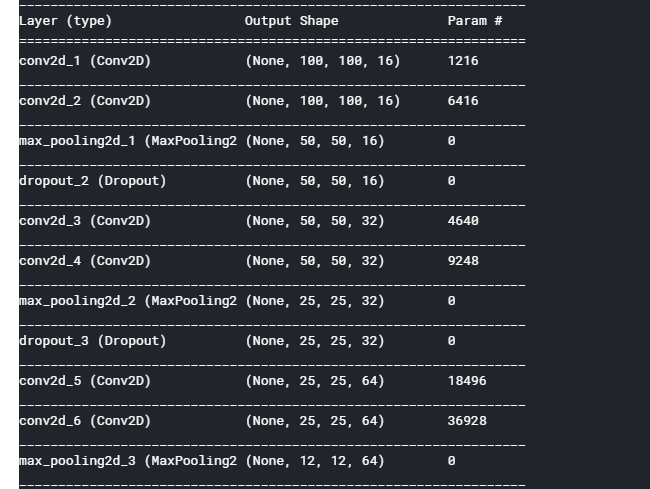 Layer (type) Output Shape Param #
conv2d_1 (Conv2D) (None, 100, 100, 16) 1216
conv2d_2 (Conv2D) (None, 100, 100, 16) 6416
max_pooling2d_1 (MaxPooling2 (None, 50, 50, 16) 0
dropout_2 (Dropout) (None, 50, 50, 16) 0
conv2d_3 (Conv2D) (None, 50, 50, 32) 4640
conv2d_4 (Conv2D) (None, 50, 50, 32) 9248
max_pooling2d_2 (MaxPooling2 (None, 25, 25, 32) 0
dropout_3 (Dropout) (None, 25, 25, 32) 0
conv2d_5 (Conv2D) (None, 25, 25, 64) 18496
conv2d_6 (Conv2D) (None, 25, 25, 64) 36928
max_pooling2d_3 (MaxPooling2 (None, 12, 12, 64) 0